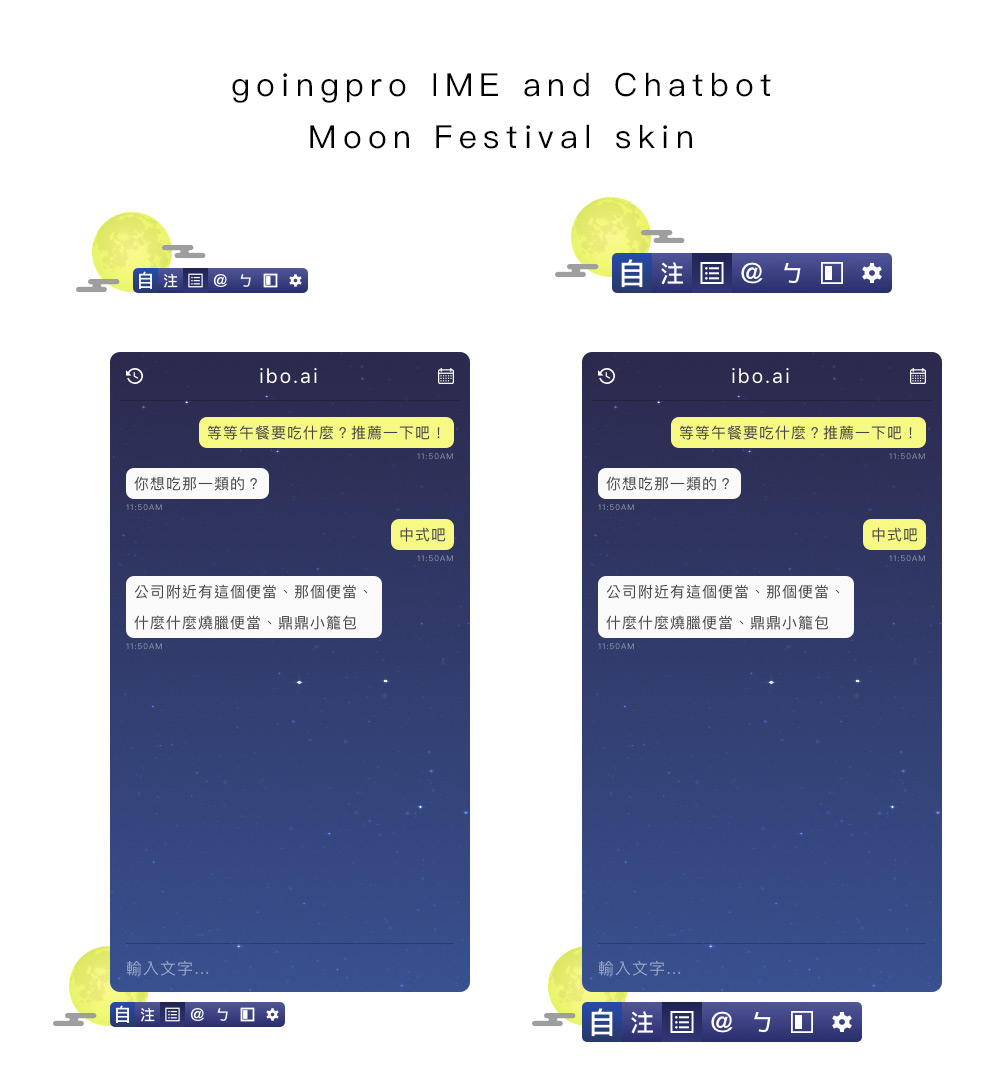 goingpro IME and Chatbot
Moon Festival skin
自 注 @ ㄅ
自 注 @ ㄅ
ibo.ai
等等午餐要吃什麼？推薦一下吧！
11:50AM
你想吃那一類的？
11:50AM
中式吧
11:50AM
公司附近有這個便當、那個便當、
什麼什麼燒臘便當、鼎鼎小籠包
11:50AM
輸入文字...
自 注 @ ㄅ
ibo.ai
等等午餐要吃什麼？推薦一下吧！
11:50AM
你想吃那一類的？
11:50AM
中式吧
11:50AM
公司附近有這個便當、那個便當、
什麼什麼燒臘便當、鼎鼎小籠包
11:50AM
輸入文字...
自 注 @ ㄅ